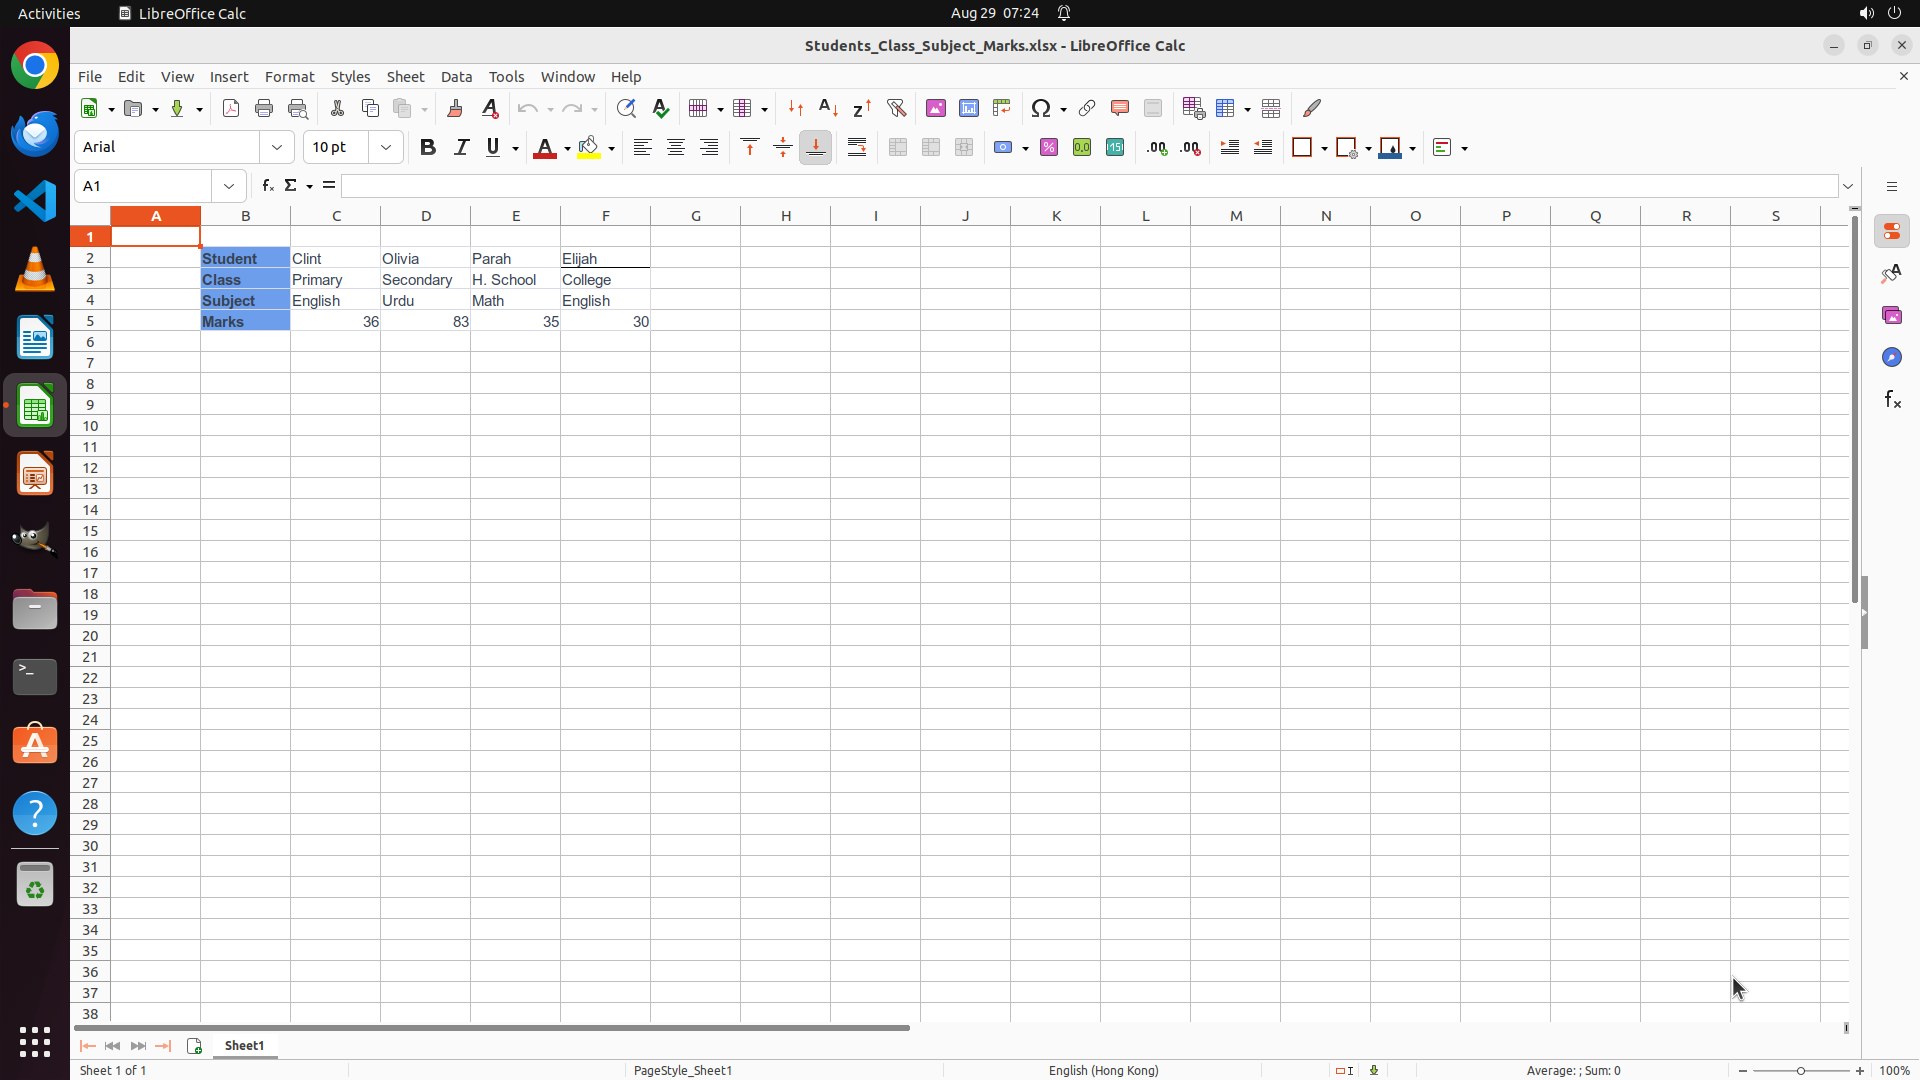 Activities LibreOffice Calc Aug 29 07:24
Students_Class_Subject_Marks.xlsx - LibreOffice Calc
File Edit View Insert Format Styles Sheet Data Tools Window Help
Arial 10 pt
A1
A B C D E F G H I J K L M N O P Q R S
1
2 Student Clint Olivia Parah Elijah
3 Class Primary Secondary H. School College
4 Subject English Urdu Math English
5 Marks 36 83 35 30
6
7
8
9
10
11
12
13
14
15
16
17
18
19
20
21
22
23
24
25
26
27
28
29
30
31
32
33
34
35
36
37
38
Sheet1
Sheet 1 of 1 PageStyle_Sheet1 English (Hong Kong) Average: ; Sum: 0 100%